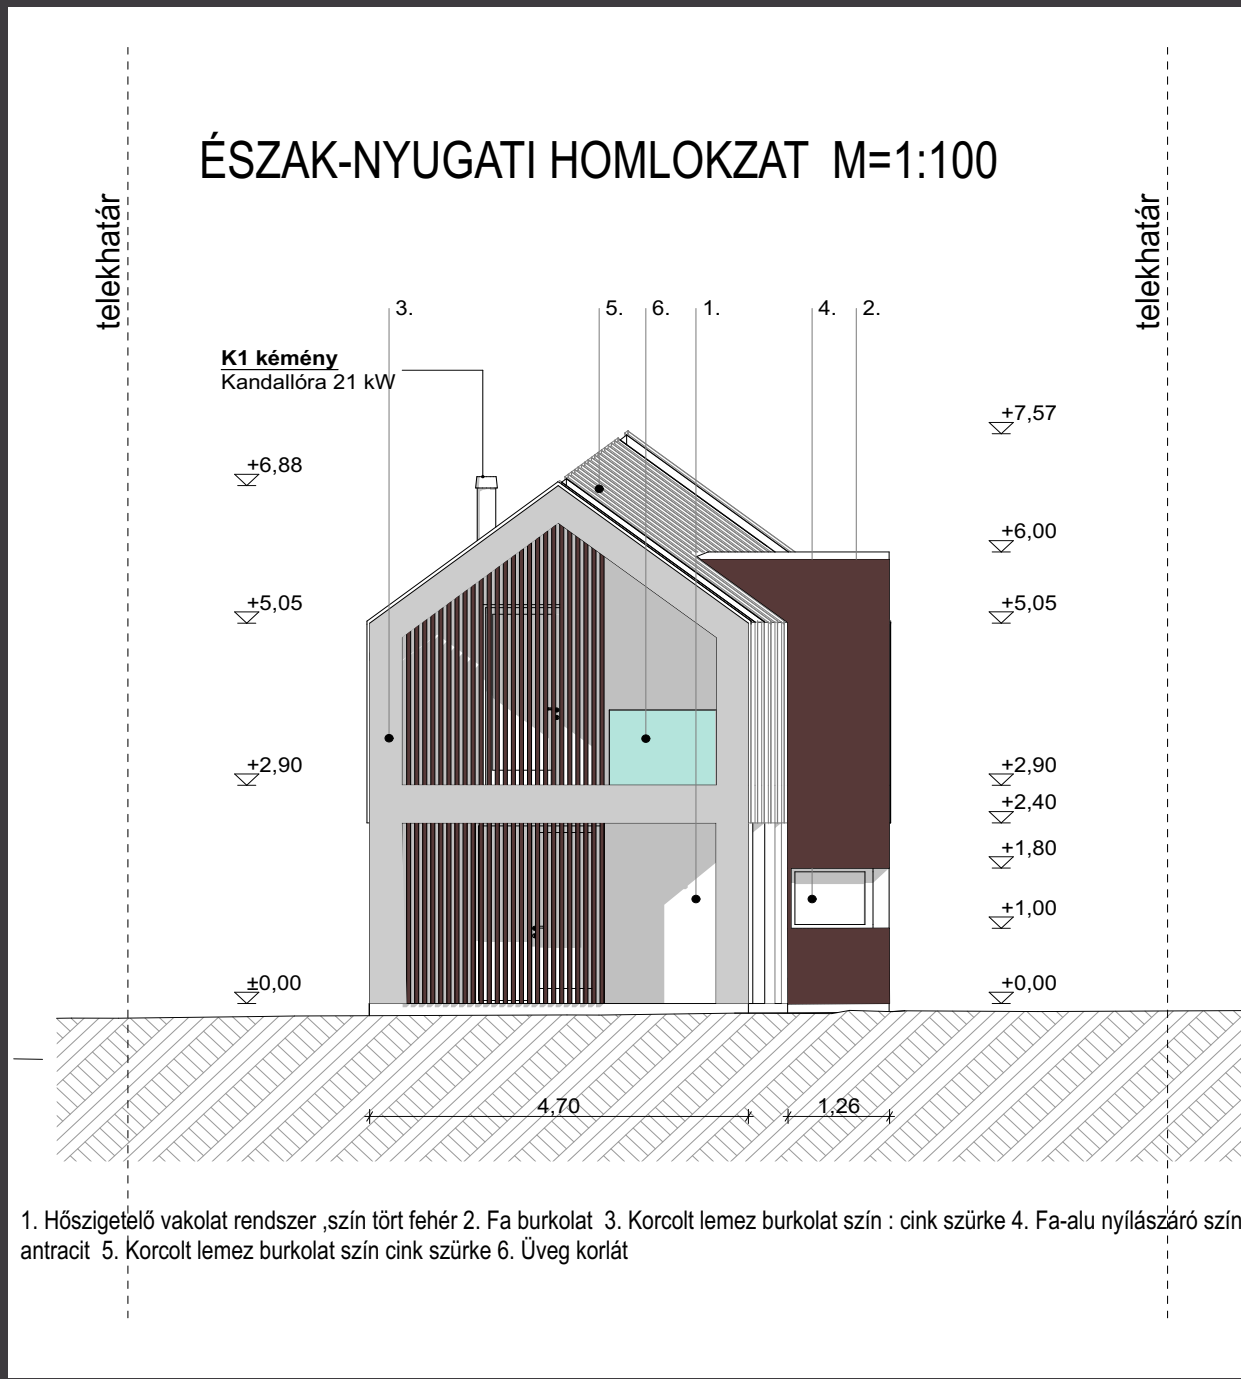 ÉSZAK-NYUGATI HOMLOKZAT M=1:100
telekhatár
telekhatár
3.
5.
6.
1.
4.
2.
K1 kémény
Kandallóra 21 kW
+7,57
+6,88
+6,00
+5,05
+5,05
+2,90
+2,90
+2,40
+1,80
+1,00
±0,00
+0,00
4,70
1,26
1. Hőszigetelő vakolat rendszer ,szín tört fehér 2. Fa burkolat 3. Korcolt lemez burkolat szín : cink szürke 4. Fa-alu nyílászáró szín
antracit 5. Korcolt lemez burkolat szín cink szürke 6. Üveg korlát